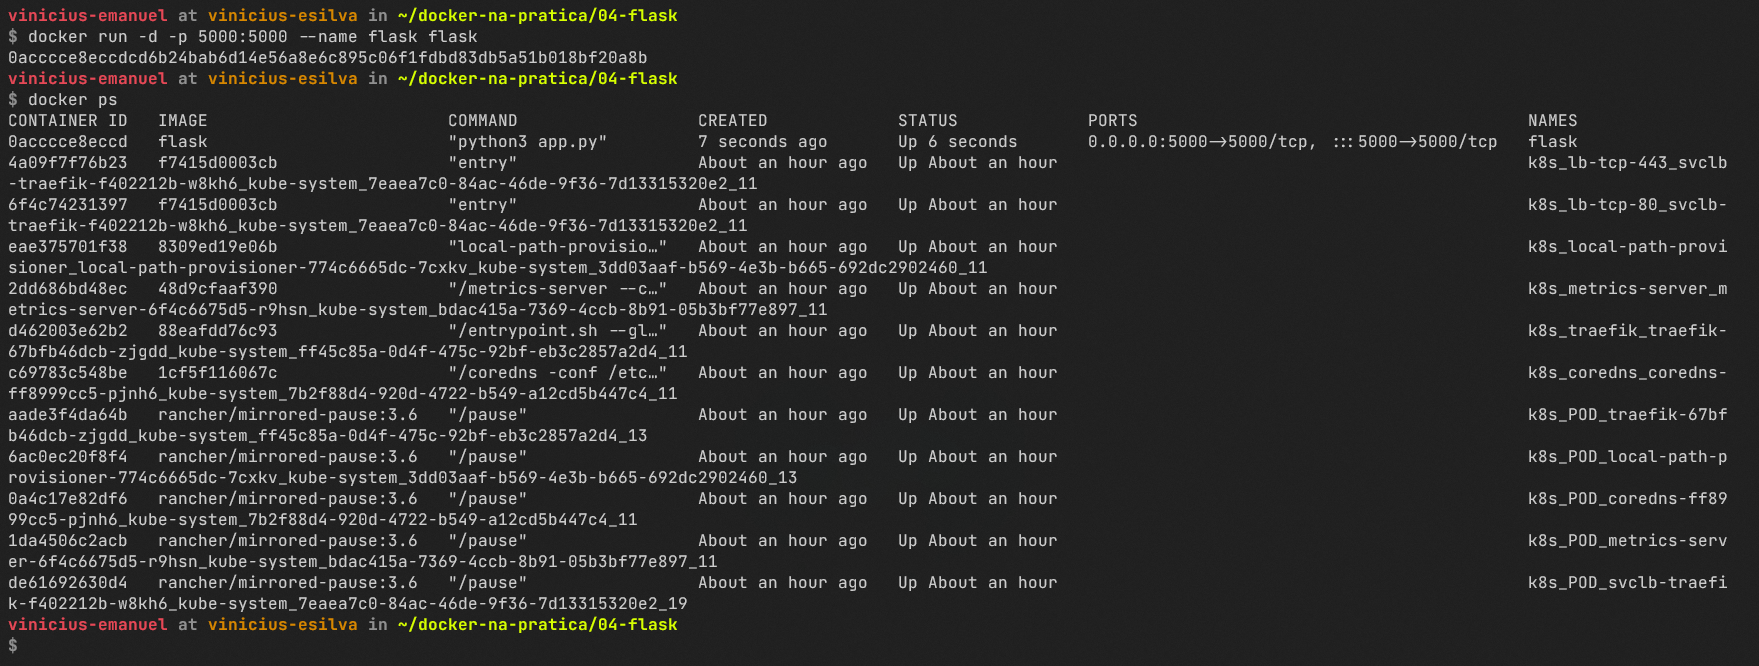 vinicius-emanuel at vinicius-esilva in ~/docker-na-pratica/04-flask
$ docker run -d -p 5000:5000 --name flask flask
0acccce8eccdcd6b24bab6d14e56a8e6c895c06f1fdbd83db5a51b018bf20a8b
vinicius-emanuel at vinicius-esilva in ~/docker-na-pratica/04-flask
$ docker ps
CONTAINER ID   IMAGE                        COMMAND                  CREATED             STATUS             PORTS                                       NAMES
0acccce8eccd   flask                        "python3 app.py"         7 seconds ago       Up 6 seconds       0.0.0.0:5000->5000/tcp, :::5000->5000/tcp   flask
4a09f7f76b23   f7415d0003cb                 "entry"                  About an hour ago   Up About an hour                                               k8s_lb-tcp-443_svclb
-traefik-f402212b-w8kh6_kube-system_7eaea7c0-84ac-46de-9f36-7d13315320e2_11
6f4c74231397   f7415d0003cb                 "entry"                  About an hour ago   Up About an hour                                               k8s_lb-tcp-80_svclb-
traefik-f402212b-w8kh6_kube-system_7eaea7c0-84ac-46de-9f36-7d13315320e2_11
eae375701f38   8309ed19e06b                 "local-path-provisio…"   About an hour ago   Up About an hour                                               k8s_local-path-provi
sioner_local-path-provisioner-774c6665dc-7cxkv_kube-system_3dd03aaf-b569-4e3b-b665-692dc2902460_11
2dd686bd48ec   48d9cfaaf390                 "/metrics-server --c…"   About an hour ago   Up About an hour                                               k8s_metrics-server_m
etrics-server-6f4c6675d5-r9hsn_kube-system_bdac415a-7369-4ccb-8b91-05b3bf77e897_11
d462003e62b2   88eafdd76c93                 "/entrypoint.sh --gl…"   About an hour ago   Up About an hour                                               k8s_traefik_traefik-
67bfb46dcb-zjgdd_kube-system_ff45c85a-0d4f-475c-92bf-eb3c2857a2d4_11
c69783c548be   1cf5f116067c                 "/coredns -conf /etc…"   About an hour ago   Up About an hour                                               k8s_coredns_coredns-
ff8999cc5-pjnh6_kube-system_7b2f88d4-920d-4722-b549-a12cd5b447c4_11
aade3f4da64b   rancher/mirrored-pause:3.6   "/pause"                 About an hour ago   Up About an hour                                               k8s_POD_traefik-67bf
b46dcb-zjgdd_kube-system_ff45c85a-0d4f-475c-92bf-eb3c2857a2d4_13
6ac0ec20f8f4   rancher/mirrored-pause:3.6   "/pause"                 About an hour ago   Up About an hour                                               k8s_POD_local-path-p
rovisioner-774c6665dc-7cxkv_kube-system_3dd03aaf-b569-4e3b-b665-692dc2902460_13
0a4c17e82df6   rancher/mirrored-pause:3.6   "/pause"                 About an hour ago   Up About an hour                                               k8s_POD_coredns-ff89
99cc5-pjnh6_kube-system_7b2f88d4-920d-4722-b549-a12cd5b447c4_11
1da4506c2acb   rancher/mirrored-pause:3.6   "/pause"                 About an hour ago   Up About an hour                                               k8s_POD_metrics-serv
er-6f4c6675d5-r9hsn_kube-system_bdac415a-7369-4ccb-8b91-05b3bf77e897_11
de61692630d4   rancher/mirrored-pause:3.6   "/pause"                 About an hour ago   Up About an hour                                               k8s_POD_svclb-traefi
k-f402212b-w8kh6_kube-system_7eaea7c0-84ac-46de-9f36-7d13315320e2_19
vinicius-emanuel at vinicius-esilva in ~/docker-na-pratica/04-flask
$